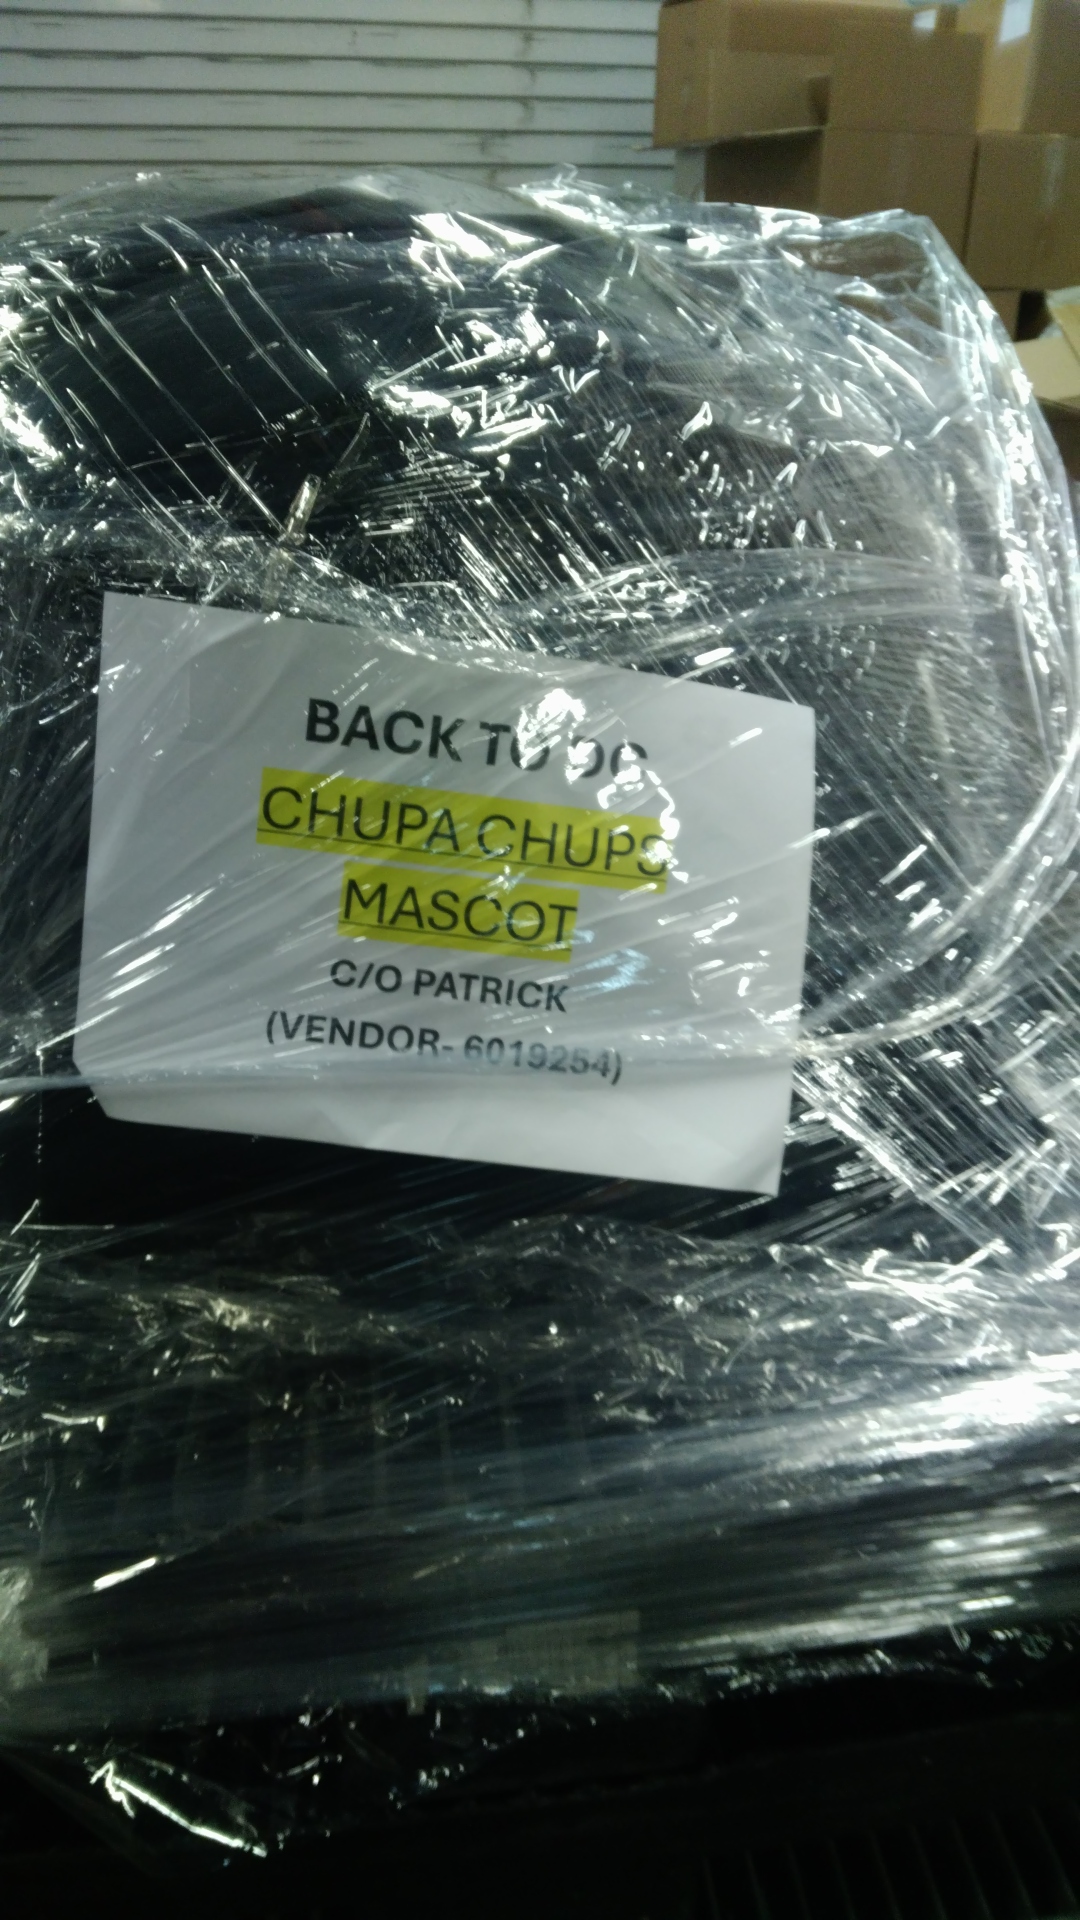 BACK TO DC
CHUPA CHUPS
MASCOT
C/O PATRICK
(VENDOR- 6019254)